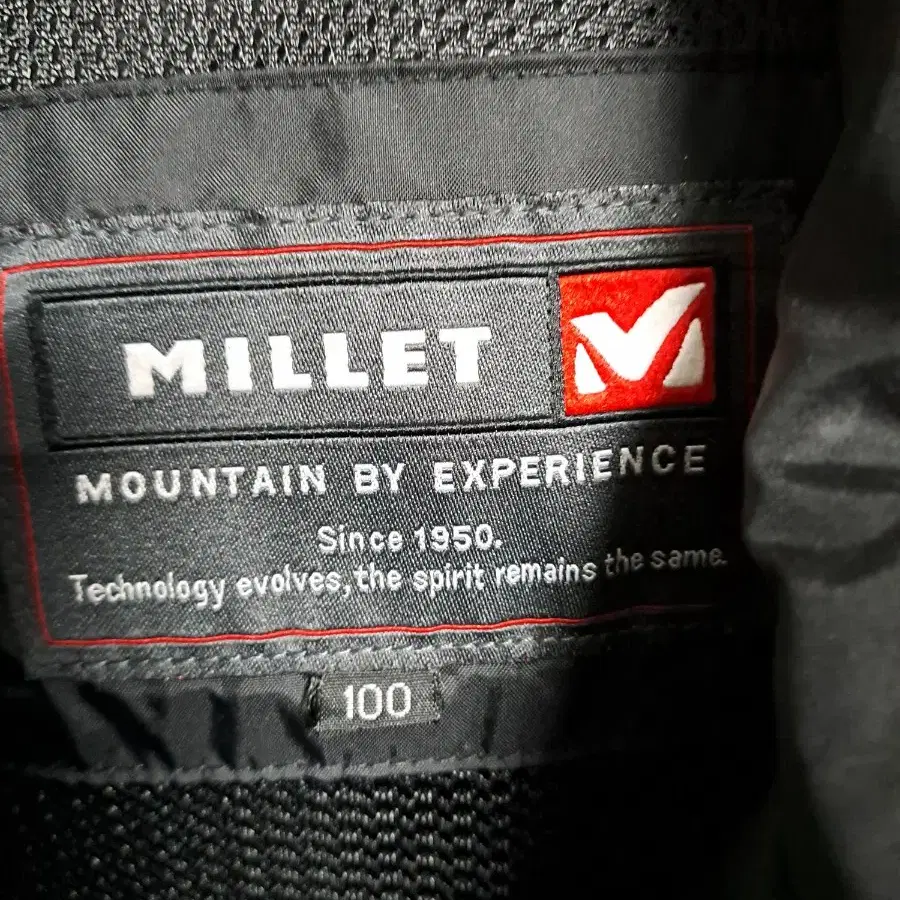 MILLET
MOUNTAIN BY EXPERIENCE
Since 1950.
Technology evolves, the spirit remains the same.
100